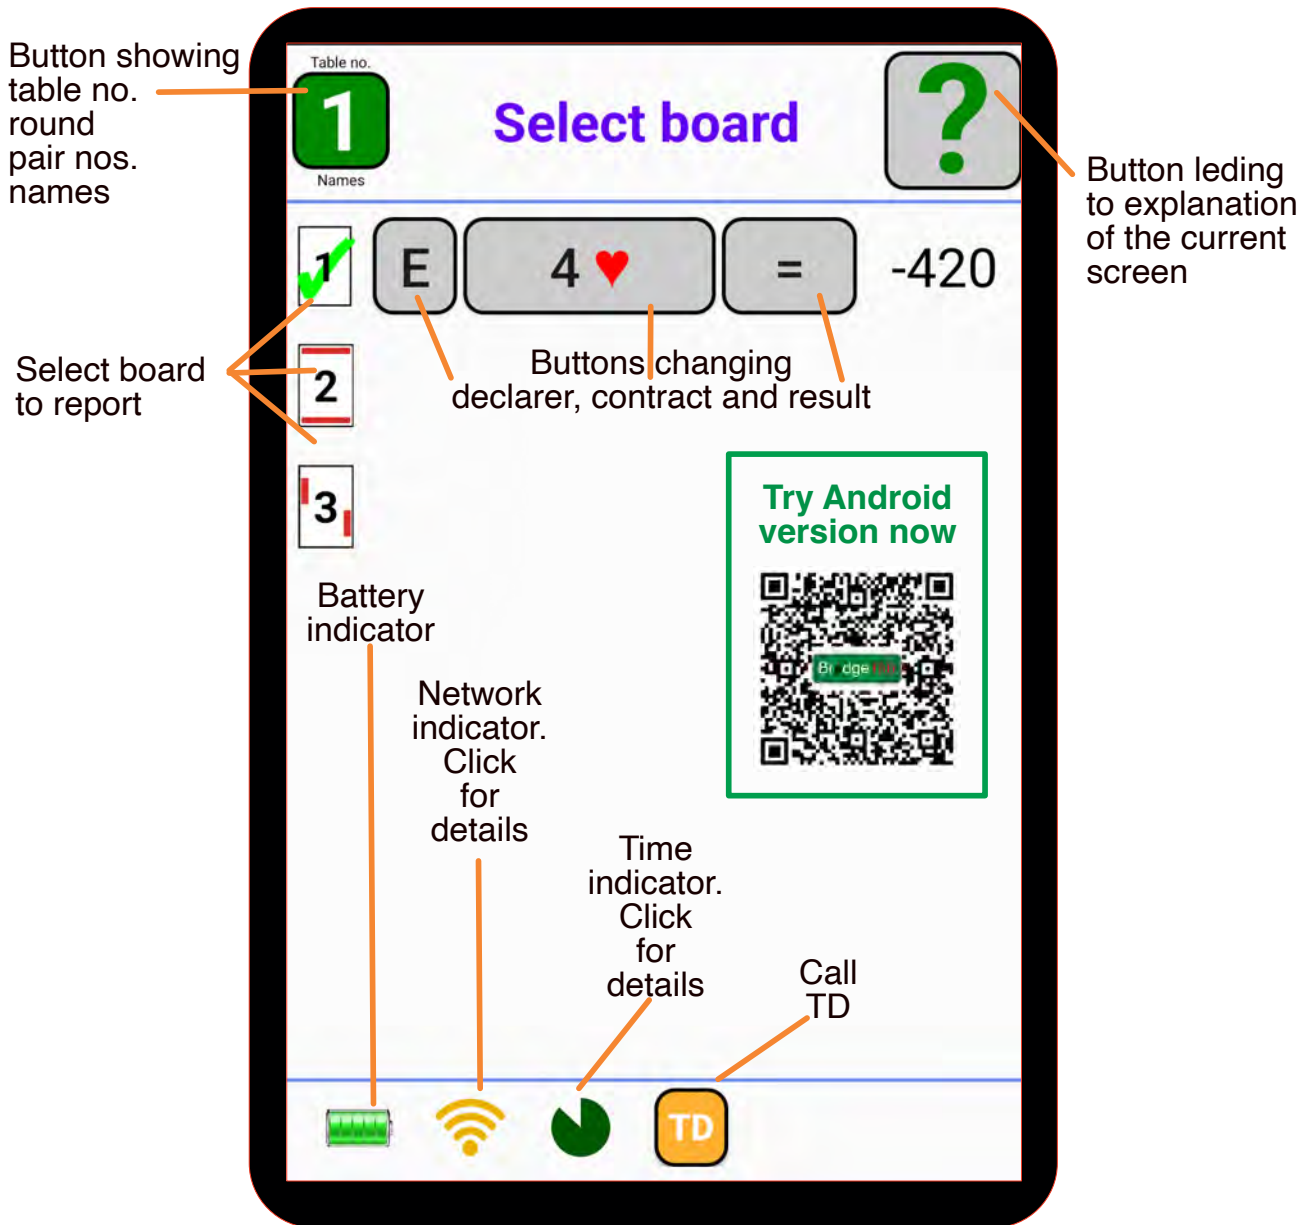 Button showing
table no.
round
pair nos.
names
Table no.
1
Names
Select board
?
Button leding
to explanation
of the current
screen
1
E
4 ♥
=
-420
Buttons changing
declarer, contract and result
Select board
to report
2
3
Try Android
version now
Battery
indicator
Network
indicator.
Click
for
details
Time
indicator.
Click
for
details
Call
TD
TD